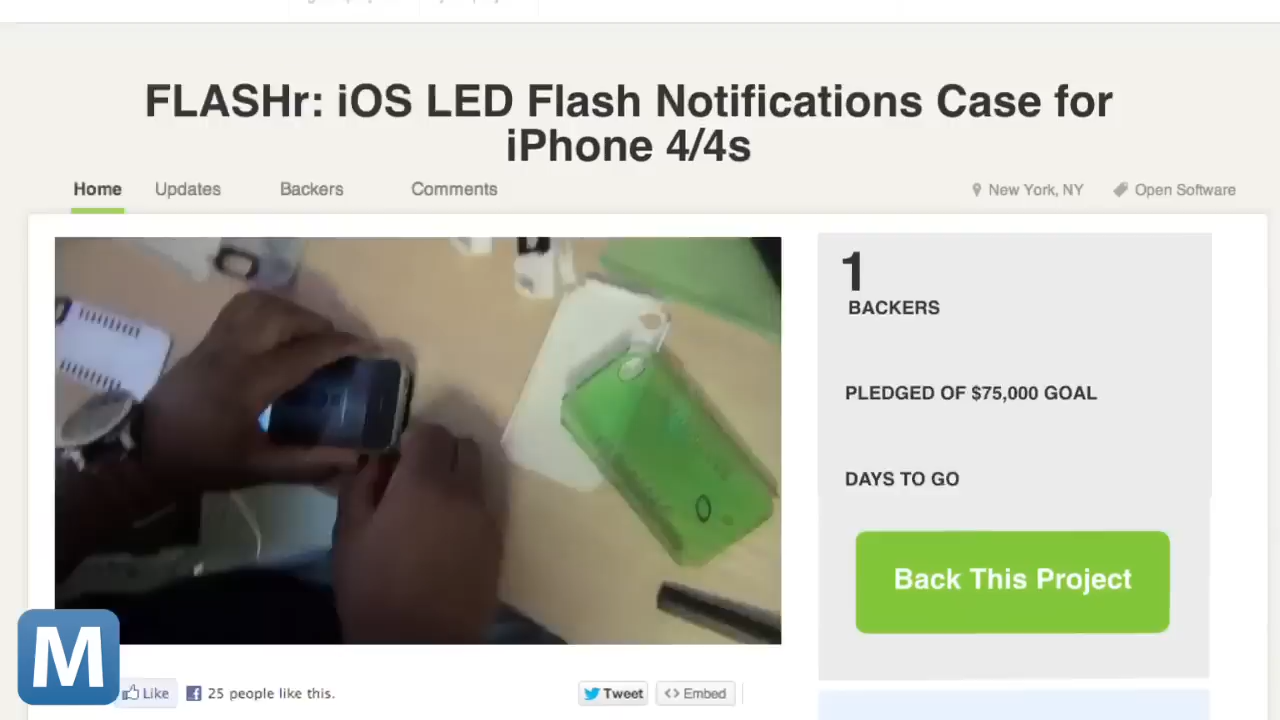 FLASHr: iOS LED Flash Notifications Case for
iPhone 4/4s
Home Updates Backers Comments New York, NY Open Software
1
BACKERS
PLEDGED OF $75,000 GOAL
DAYS TO GO
Back This Project
M
Like 25 people like this. Tweet <> Embed